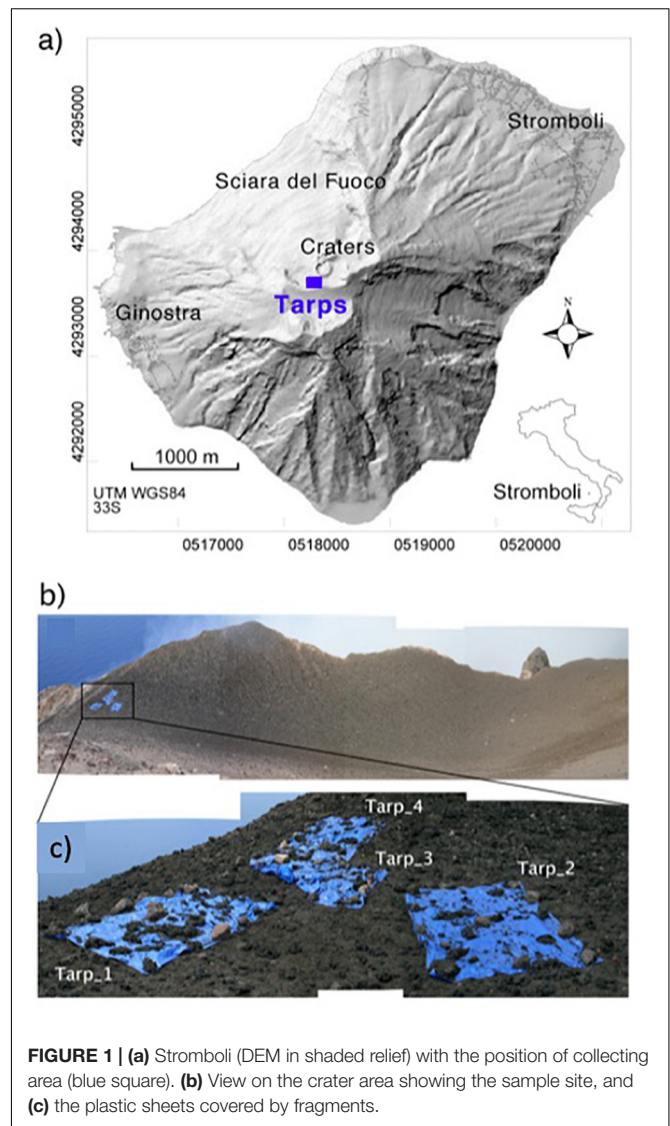 a)
4295000
Stromboli
Sciara del Fuoco
4294000
Craters
Tarps
4293000
Ginostra
N
4292000
1000 m
UTM WGS84
33S
Stromboli
0517000 0518000 0519000 0520000
b)
c)
Tarp_4
Tarp_3
Tarp_2
Tarp_1
FIGURE 1 | (a) Stromboli (DEM in shaded relief) with the position of collecting
area (blue square). (b) View on the crater area showing the sample site, and
(c) the plastic sheets covered by fragments.